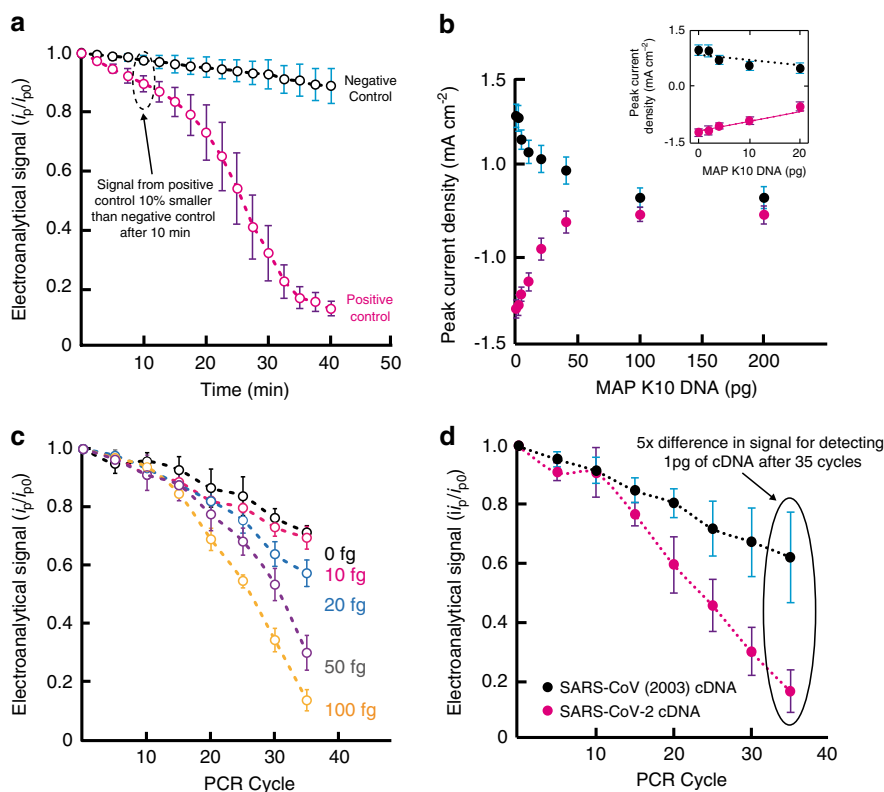 a
Electroanalytical signal (ip/ip0)
1.0
0.8
0.6
0.4
0.2
0
0
10
20
30
40
50
Time (min)
Negative
Control
Signal from positive
control 10% smaller
than negative control
after 10 min
Positive
control
b
Peak current density (mA cm-2)
1.5
1.0
-1.0
-1.5
0
50
100
150
200
MAP K10 DNA (pg)
Peak current
density (mA cm-2)
1.5
0.0
-1.5
0
10
20
MAP K10 DNA (pg)
c
Electroanalytical signal (ip/ip0)
1.0
0.8
0.6
0.4
0.2
0
0
10
20
30
40
PCR Cycle
0 fg
10 fg
20 fg
50 fg
100 fg
d
Electroanalytical signal (iip/ip0)
1.0
0.8
0.6
0.4
0.2
0
0
10
20
30
40
PCR Cycle
5x difference in signal for detecting
1pg of cDNA after 35 cycles
SARS-CoV (2003) cDNA
SARS-CoV-2 cDNA